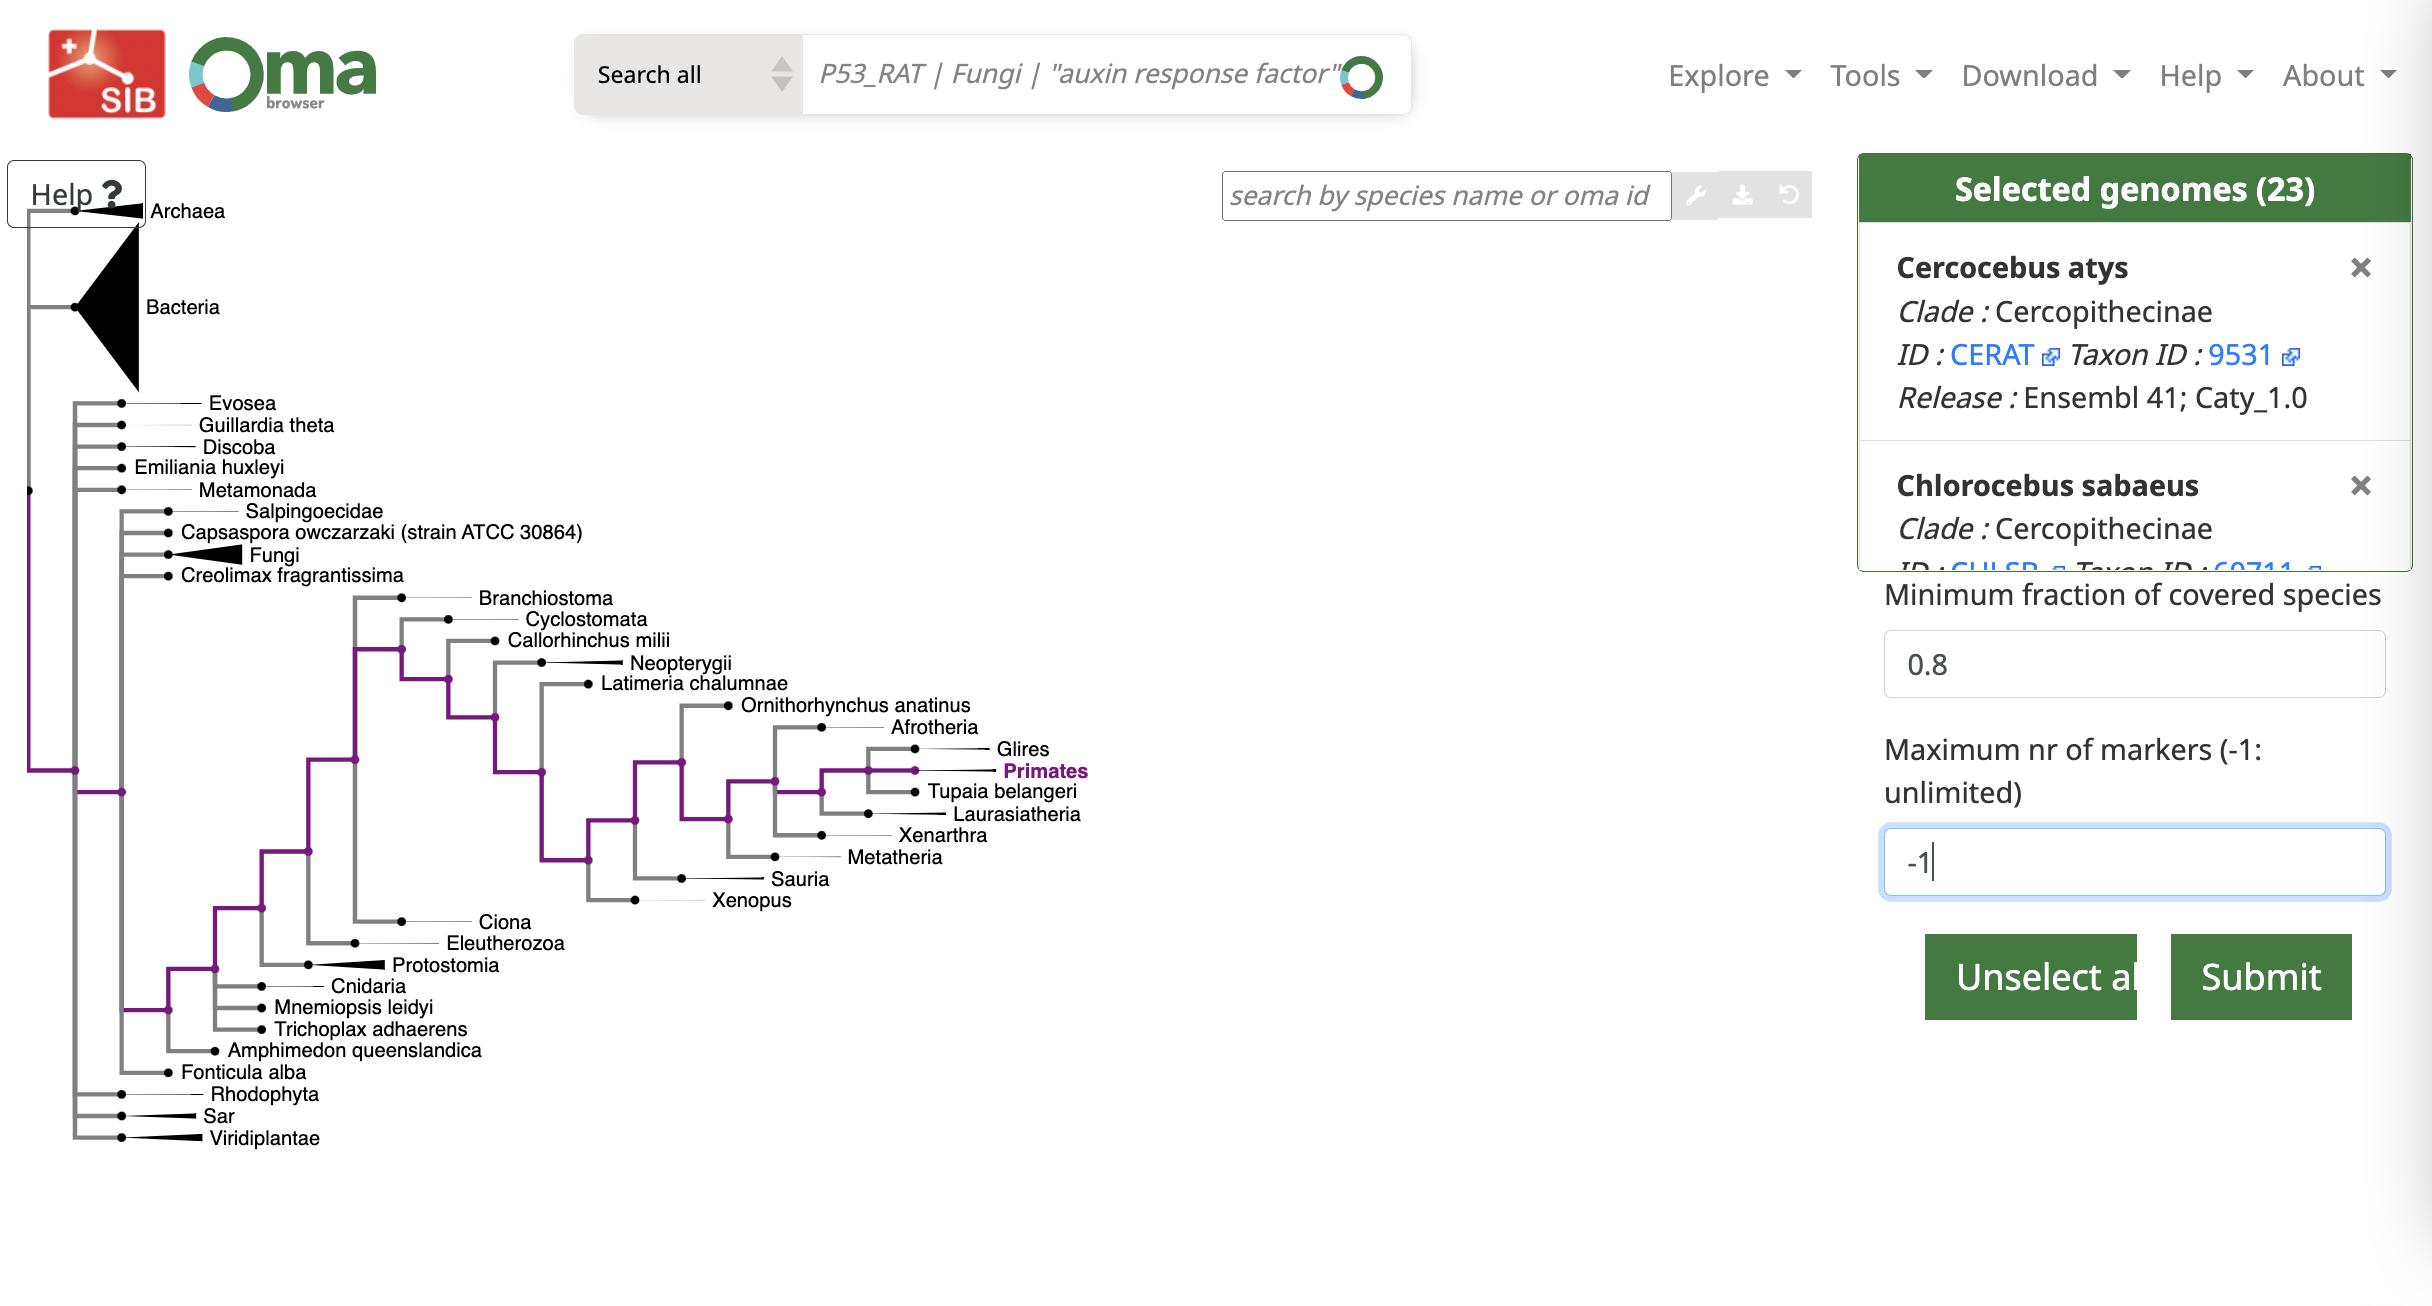 SIB
Oma
browser
Search all
P53_RAT | Fungi | "auxin response factor"
Explore
Tools
Download
Help
About
Help ?
search by species name or oma id
Archaea
Bacteria
Evosea
Guillardia theta
Discoba
Emiliania huxleyi
Metamonada
Salpingoecidae
Capsaspora owczarzaki (strain ATCC 30864)
Fungi
Creolimax fragrantissima
Branchiostoma
Cyclostomata
Callorhinchus milii
Neopterygii
Latimeria chalumnae
Ornithorhynchus anatinus
Afrotheria
Glires
Primates
Tupaia belangeri
Laurasiatheria
Xenarthra
Metatheria
Sauria
Xenopus
Ciona
Eleutherozoa
Protostomia
Cnidaria
Mnemiopsis leidyi
Trichoplax adhaerens
Amphimedon queenslandica
Fonticula alba
Rhodophyta
Sar
Viridiplantae
Selected genomes (23)
Cercocebus atys
Clade : Cercopithecinae
ID : CERAT Taxon ID : 9531
Release : Ensembl 41; Caty_1.0
Chlorocebus sabaeus
Clade : Cercopithecinae
ID : CHLSB Taxon ID : 60711
Minimum fraction of covered species
0.8
Maximum nr of markers (-1:
unlimited)
-1
Unselect al
Submit